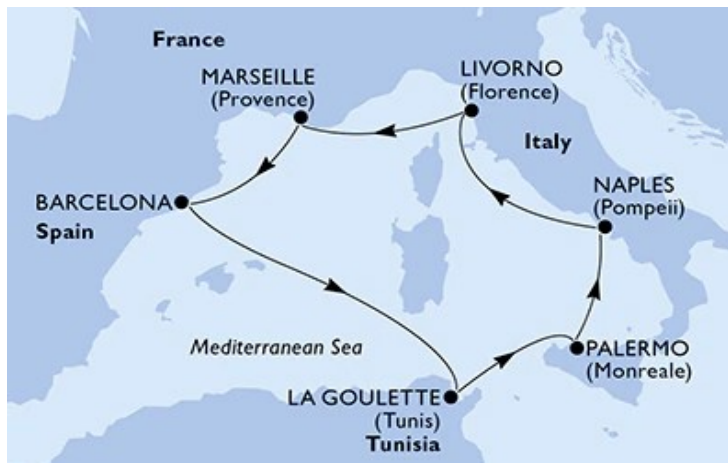 France
MARSEILLE
(Provence)
LIVORNO
(Florence)
Italy
NAPLES
(Pompeii)
BARCELONA
Spain
Mediterranean Sea
PALERMO
(Monreale)
LA GOULETTE
(Tunis)
Tunisia